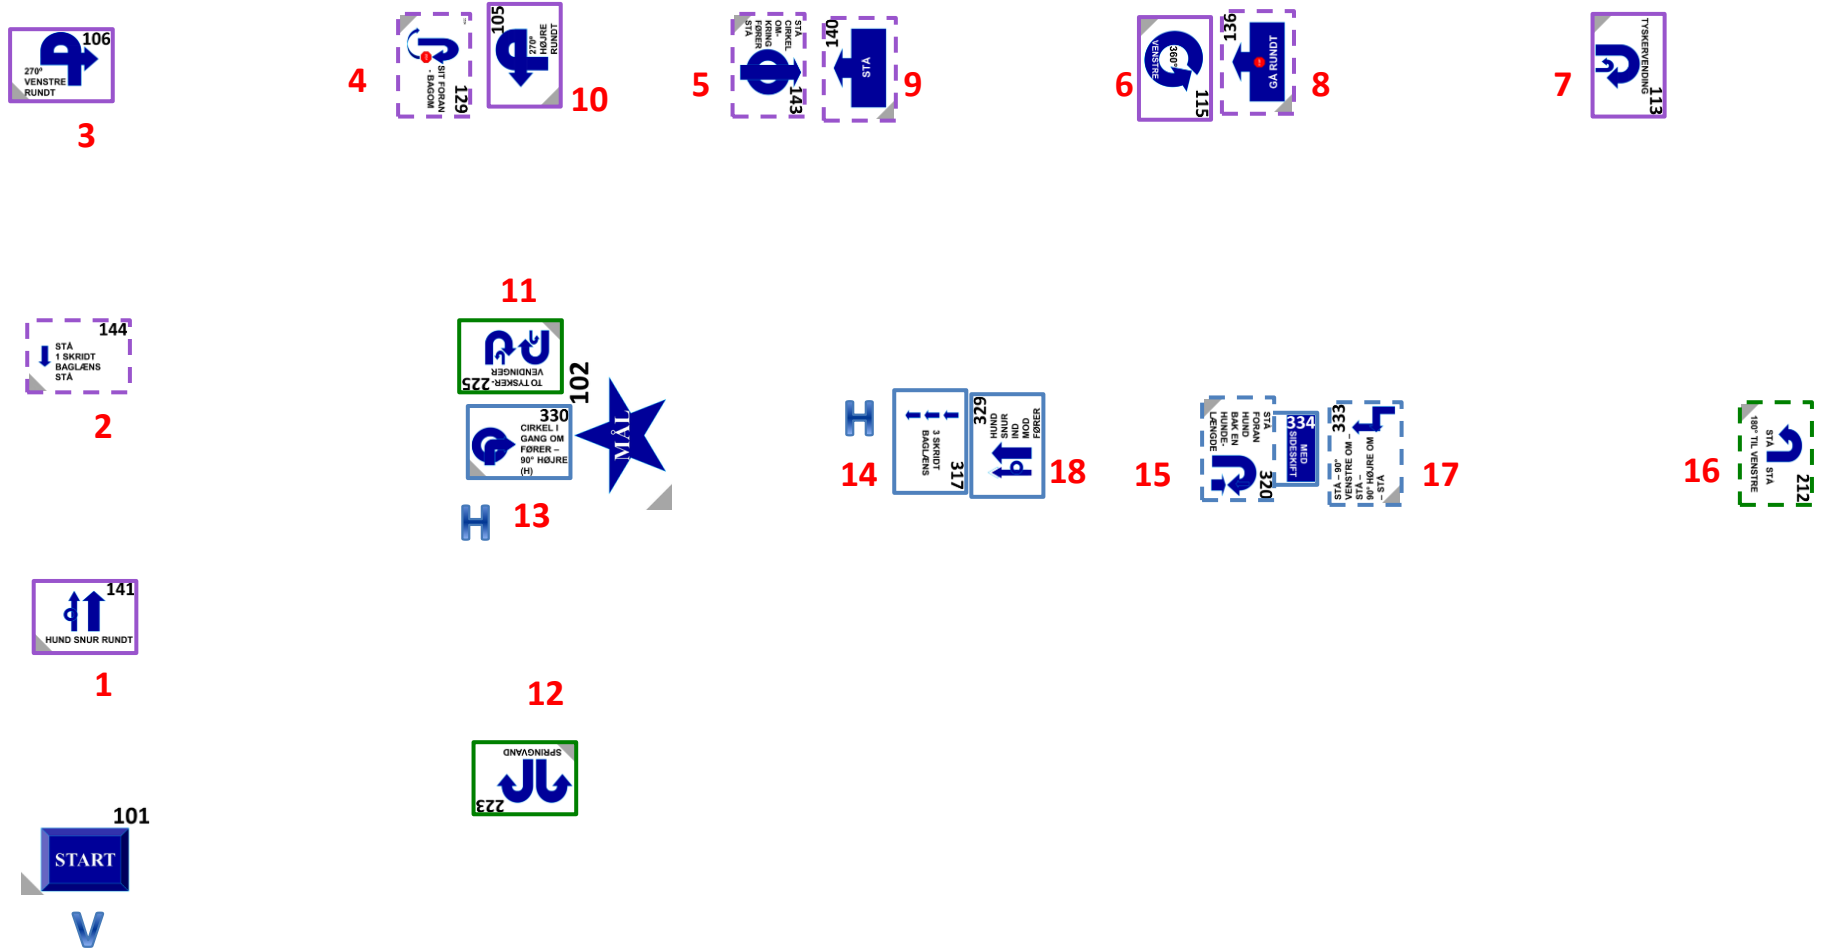 106
270º
VENSTRE
RUNDT
3
4
SIT FORAN
- BAGOM
129
105
270º
HØJRE
RUNDT
10
5
STÅ
CIRKEL
OM-
KRING
FØRER
STÅ
143
140
STÅ
9
6
360°
VENSTRE
115
136
GÅ RUNDT
8
7
TYSKERVENDING
113
144
STÅ
1 SKRIDT
BAGLÆNS
STÅ
2
11
TO TYSKER-
VENDINGER
225
102
MÅL
330
CIRKEL I
GANG OM
FØRER –
90° HØJRE
(H)
H
13
H
14
3 SKRIDT
BAGLÆNS
317
329
HUND
SNUR
IND
MOD
FØRER
18
15
STÅ
FORAN
HUND
BAK EN
HUNDE-
LÆNGDE
320
334
MED
SIDESKIFT
333
STÅ – 90°
VENSTRE OM –
STÅ –
90° HØJRE OM
– STÅ
17
16
STÅ
STÅ
180° TIL VENSTRE
212
141
HUND SNUR RUNDT
1
12
SPRINGVAND
223
101
START
V